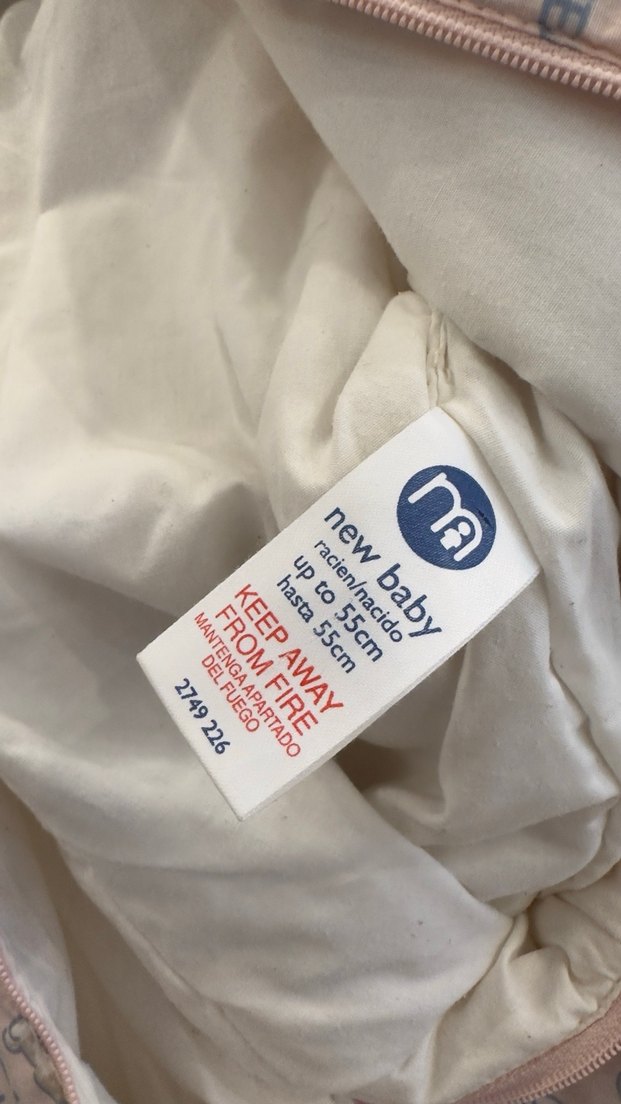 m
new baby
racien/nacido
up to 55cm
hasta 55cm
KEEP AWAY
FROM FIRE
MANTENGA APARTADO
DEL FUEGO
2749 226